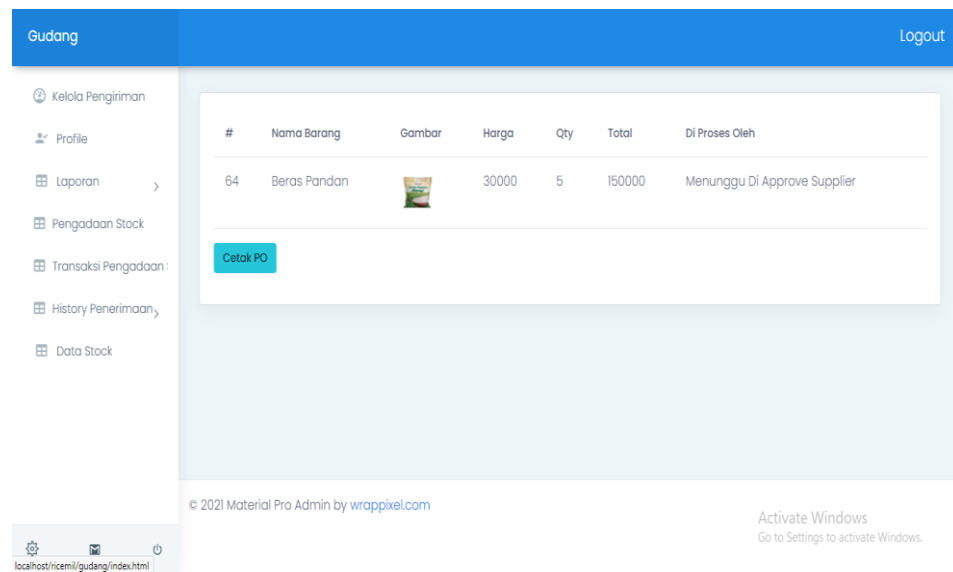 Gudang
Logout
Kelola Pengiriman
Profile
Laporan
Pengadaan Stock
Transaksi Pengadaan
History Penerimaan
Data Stock
# Nama Barang Gambar Harga Qty Total Di Proses Oleh
64 Beras Pandan 30000 5 150000 Menunggu Di Approve Supplier
Cetak PO
© 2021 Material Pro Admin by wrappixel.com
Activate Windows
Go to Settings to activate Windows.
localhost/ricemil/gudang/index.html